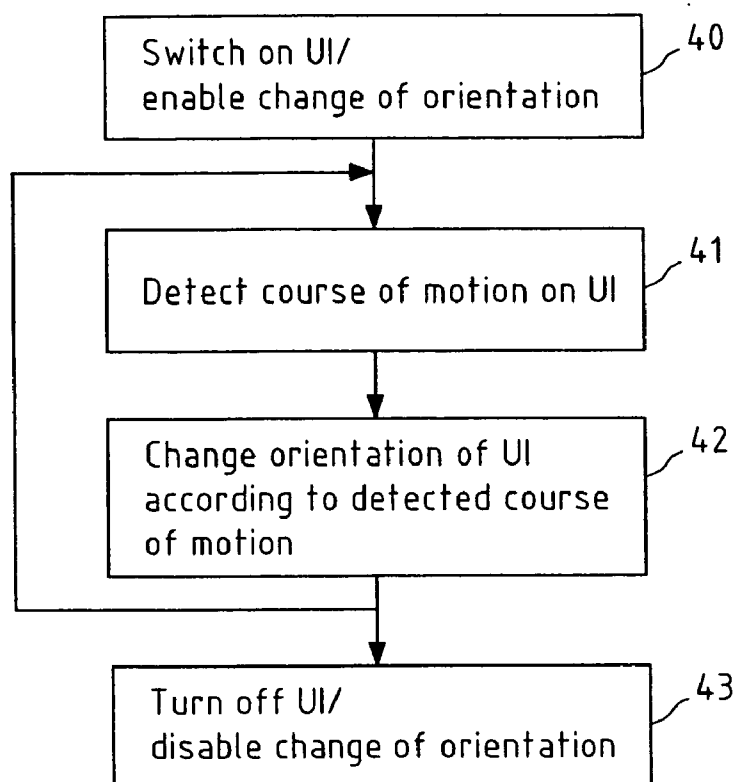 Switch on UI/
enable change of orientation
40
Detect course of motion on UI
41
Change orientation of UI
according to detected course
of motion
42
Turn off UI/
disable change of orientation
43